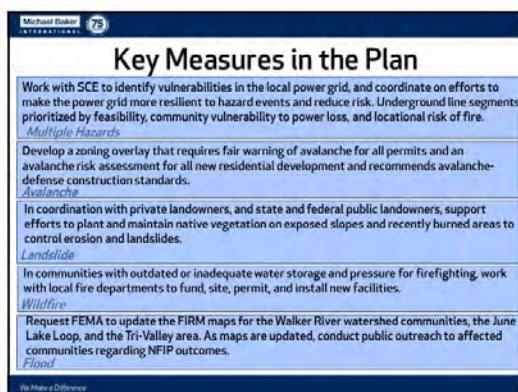 Michael Baker
INTERNATIONAL
75
Key Measures in the Plan
Work with SCE to identify vulnerabilities in the local power grid, and coordinate on efforts to
make the power grid more resilient to hazard events and reduce risk. Underground line segments
prioritized by feasibility, community vulnerability to power loss, and locational risk of fire.
Multiple Hazards
Develop a zoning overlay that requires fair warning of avalanche for all permits and an
avalanche risk assessment for all new residential development and recommends avalanche-
defense construction standards.
Avalanche
In coordination with private landowners, and state and federal public landowners, support
efforts to plant and maintain native vegetation on exposed slopes and recently burned areas to
control erosion and landslides.
Landslide
In communities with outdated or inadequate water storage and pressure for firefighting, work
with local fire departments to fund, site, permit, and install new facilities.
Wildfire
Request FEMA to update the FIRM maps for the Walker River watershed communities, the June
Lake Loop, and the Tri-Valley area. As maps are updated, conduct public outreach to affected
communities regarding NFIP outcomes.
Flood
We Make a Difference